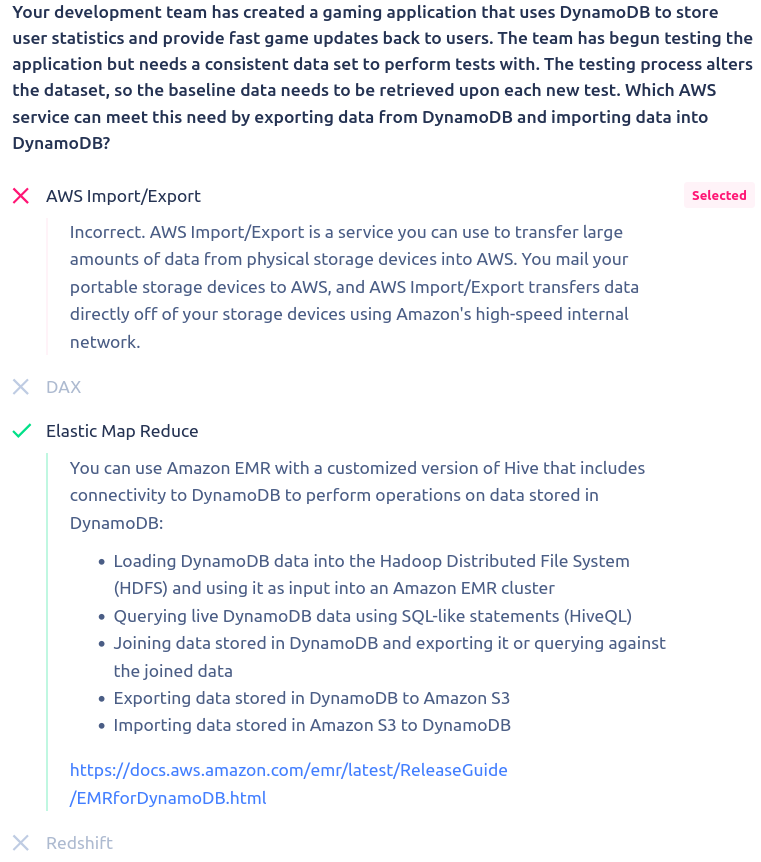 Your development team has created a gaming application that uses DynamoDB to store
user statistics and provide fast game updates back to users. The team has begun testing the
application but needs a consistent data set to perform tests with. The testing process alters
the dataset, so the baseline data needs to be retrieved upon each new test. Which AWS
service can meet this need by exporting data from DynamoDB and importing data into
DynamoDB?
AWS Import/Export
Selected
Incorrect. AWS Import/Export is a service you can use to transfer large
amounts of data from physical storage devices into AWS. You mail your
portable storage devices to AWS, and AWS Import/Export transfers data
directly off of your storage devices using Amazon's high-speed internal
network.
DAX
Elastic Map Reduce
You can use Amazon EMR with a customized version of Hive that includes
connectivity to DynamoDB to perform operations on data stored in
DynamoDB:
• Loading DynamoDB data into the Hadoop Distributed File System
(HDFS) and using it as input into an Amazon EMR cluster
• Querying live DynamoDB data using SQL-like statements (HiveQL)
• Joining data stored in DynamoDB and exporting it or querying against
the joined data
• Exporting data stored in DynamoDB to Amazon S3
• Importing data stored in Amazon S3 to DynamoDB
https://docs.aws.amazon.com/emr/latest/ReleaseGuide
/EMRforDynamoDB.html
Redshift